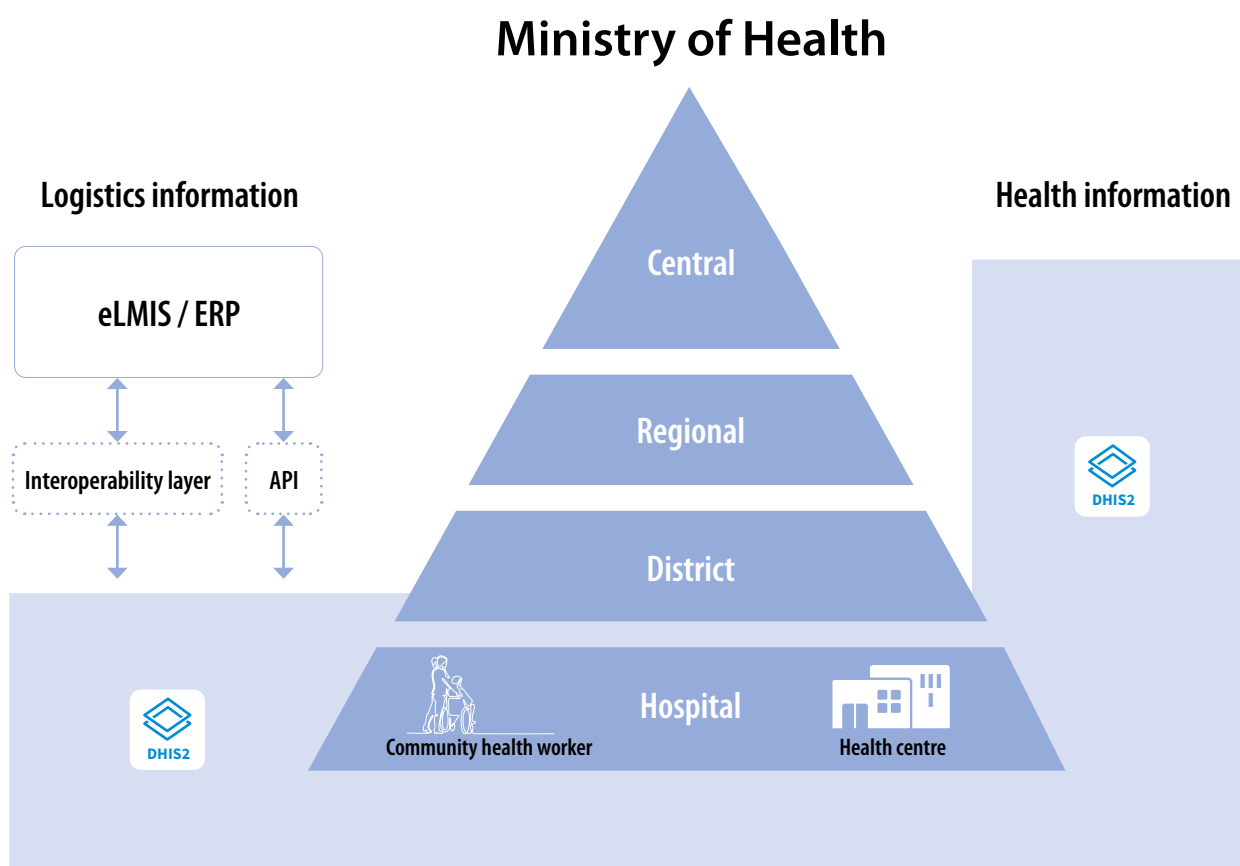 Ministry of Health
Logistics information
Health information
eLMIS / ERP
Central
Regional
Interoperability layer
API
DHIS2
District
Hospital
Community health worker
Health centre
DHIS2